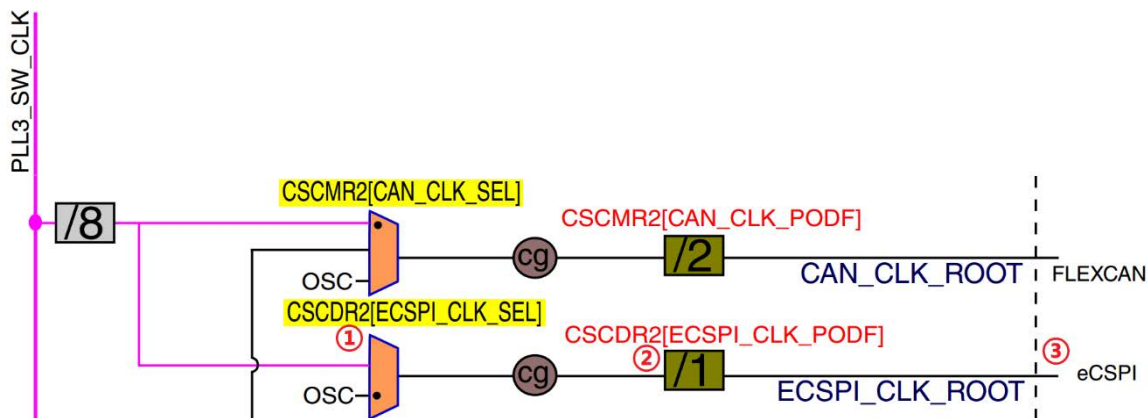 PLL3_SW_CLK
/8
CSCMR2[CAN_CLK_SEL]
OSC
cg
CSCMR2[CAN_CLK_PODF]
/2
CAN_CLK_ROOT
FLEXCAN
CSCDR2[ECSPI_CLK_SEL]
①
OSC
cg
CSCDR2[ECSPI_CLK_PODF]
②
/1
ECSPI_CLK_ROOT
③
eCSPI